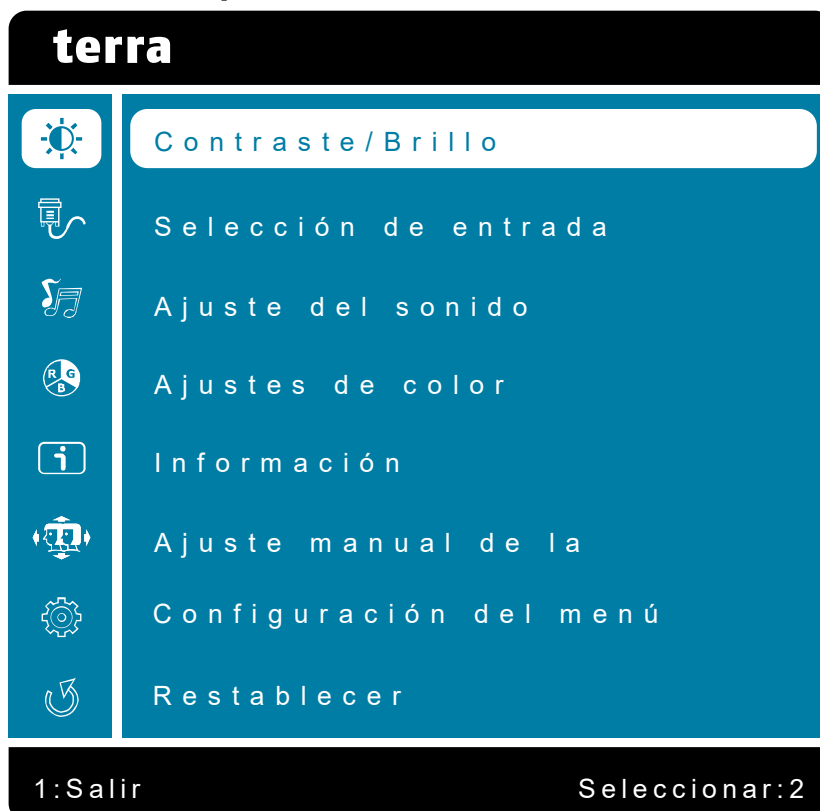 terra
Contraste/Brillo
Selección de entrada
Ajuste del sonido
Ajustes de color
R G
B
i
Información
Ajuste manual de la
Configuración del menú
Restablecer
1:Salir Seleccionar:2